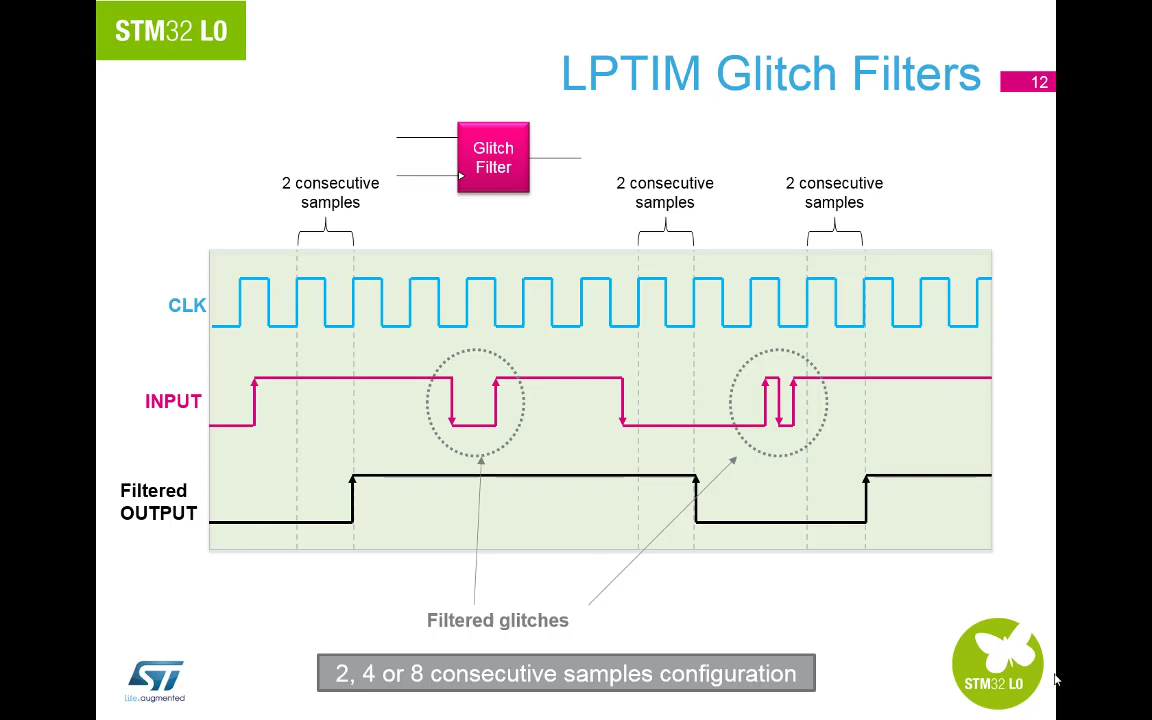 STM32 L0
LPTIM Glitch Filters
12
Glitch
Filter
2 consecutive
samples
2 consecutive
samples
2 consecutive
samples
CLK
INPUT
Filtered
OUTPUT
Filtered glitches
2, 4 or 8 consecutive samples configuration
ST
life.augmented
STM32 L0